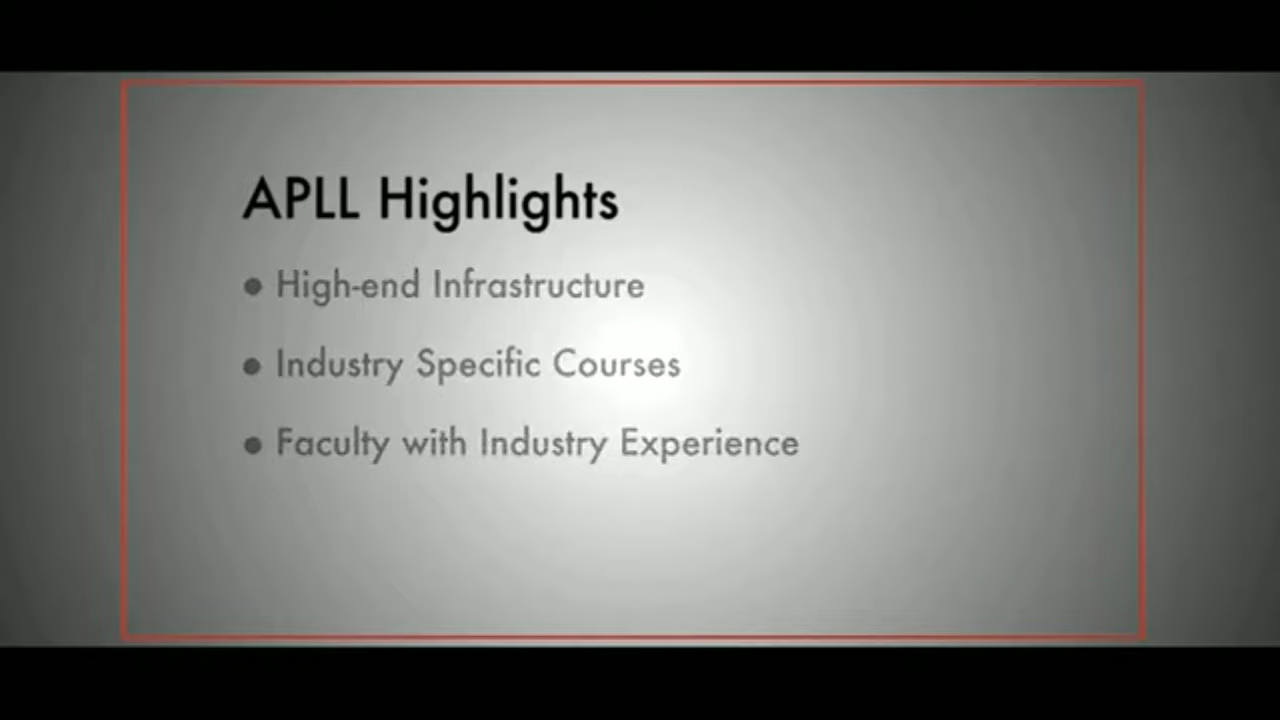 APLL Highlights
• High-end Infrastructure
• Industry Specific Courses
• Faculty with Industry Experience